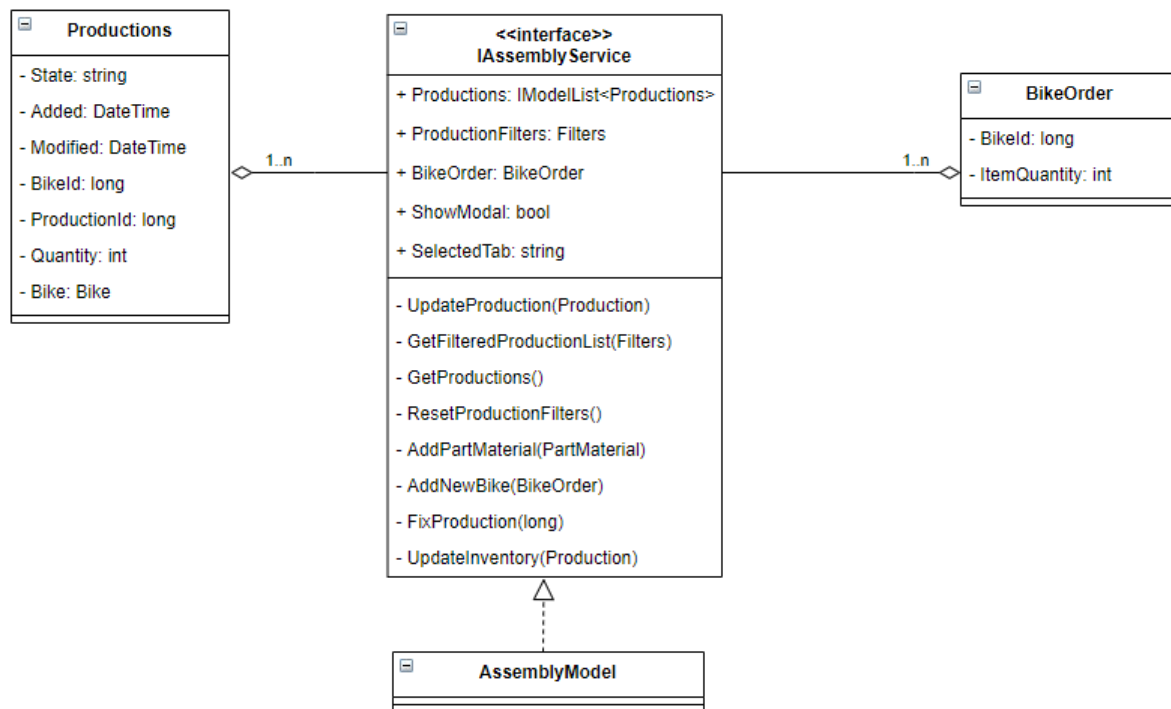 Productions
- State: string
- Added: DateTime
- Modified: DateTime
- BikeId: long
- ProductionId: long
- Quantity: int
- Bike: Bike
1..n
<<interface>>
IAssemblyService
+ Productions: IModelList<Productions>
+ ProductionFilters: Filters
+ BikeOrder: BikeOrder
+ ShowModal: bool
+ SelectedTab: string
- UpdateProduction(Production)
- GetFilteredProductionList(Filters)
- GetProductions()
- ResetProductionFilters()
- AddPartMaterial(PartMaterial)
- AddNewBike(BikeOrder)
- FixProduction(long)
- UpdateInventory(Production)
1..n
BikeOrder
- BikeId: long
- ItemQuantity: int
AssemblyModel